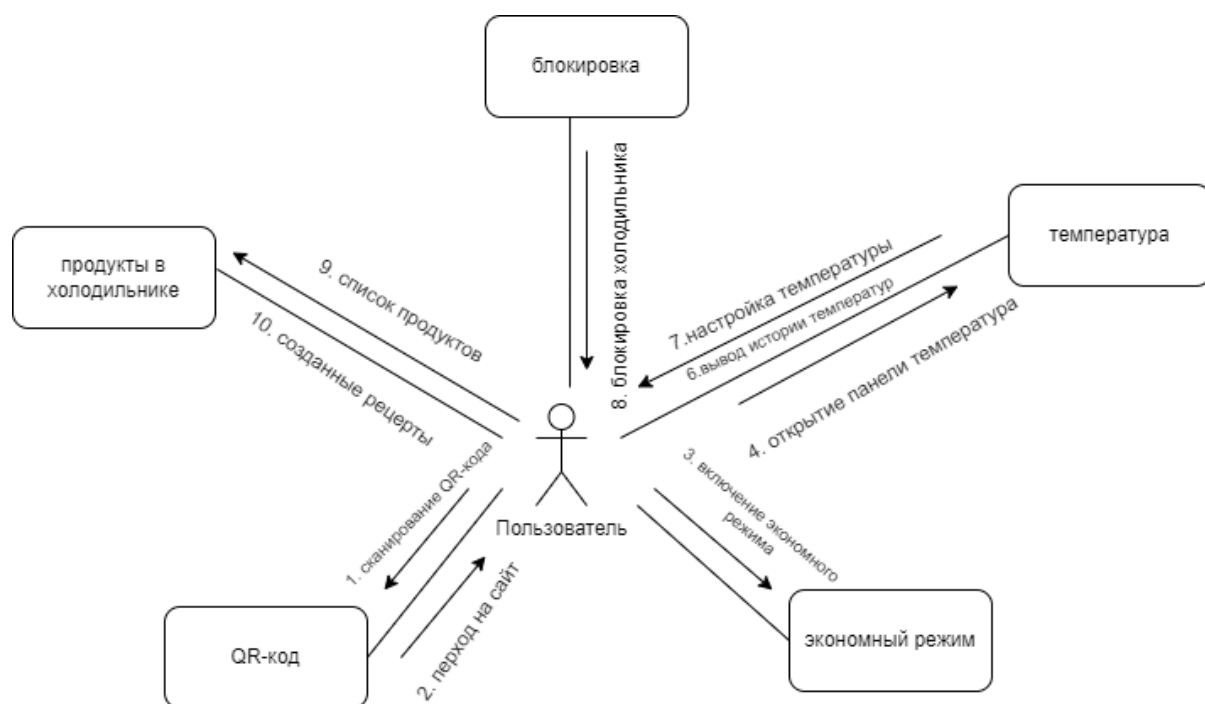 блокировка
8. блокировка холодильника
температура
7.настройка температуры
6.вывод истории температур
4. открытие панели температура
продукты в
холодильнике
9. список продуктов
10. созданные рецерты
1. сканирование QR-кода
Пользователь
3. включение экономного
режима
2. перход на сайт
QR-код
экономный режим